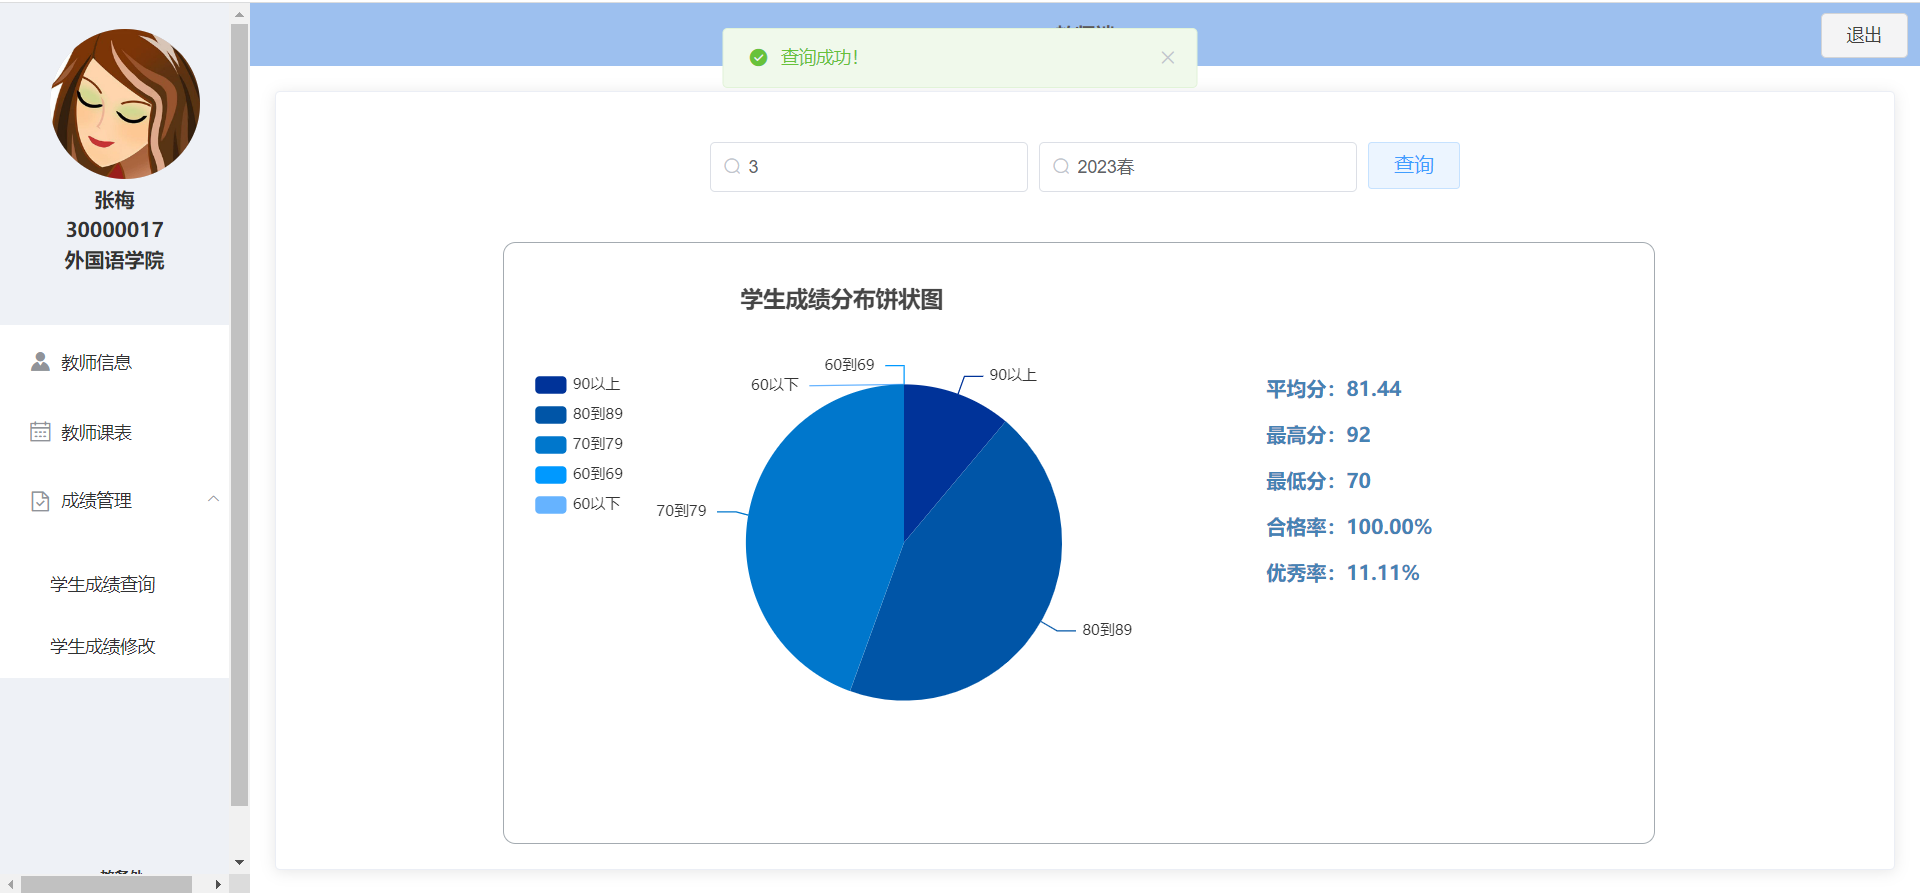 张梅
30000017
外国语学院
教师信息
教师课表
成绩管理
学生成绩查询
学生成绩修改
退出
查询成功！
3
2023春
查询
学生成绩分布饼状图
90以上
80到89
70到79
60到69
60以下
60到69
60以下
90以上
70到79
80到89
平均分：81.44
最高分：92
最低分：70
合格率：100.00%
优秀率：11.11%